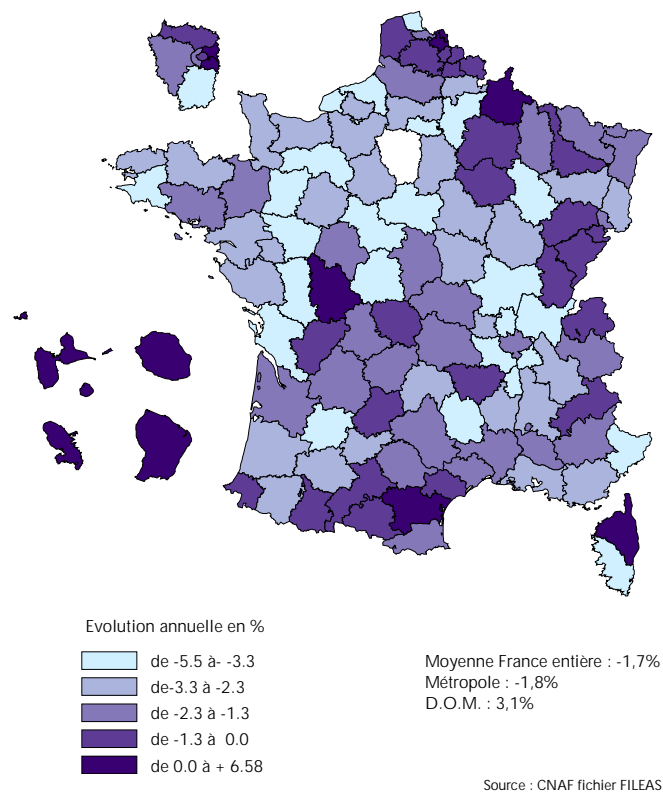 Evolution annuelle en %
de -5.5 à- -3.3
de-3.3 à -2.3
de -2.3 à -1.3
de -1.3 à 0.0
de 0.0 à + 6.58
Moyenne France entière : -1,7%
Métropole : -1,8%
D.O.M. : 3,1%
Source : CNAF fichier FILEAS